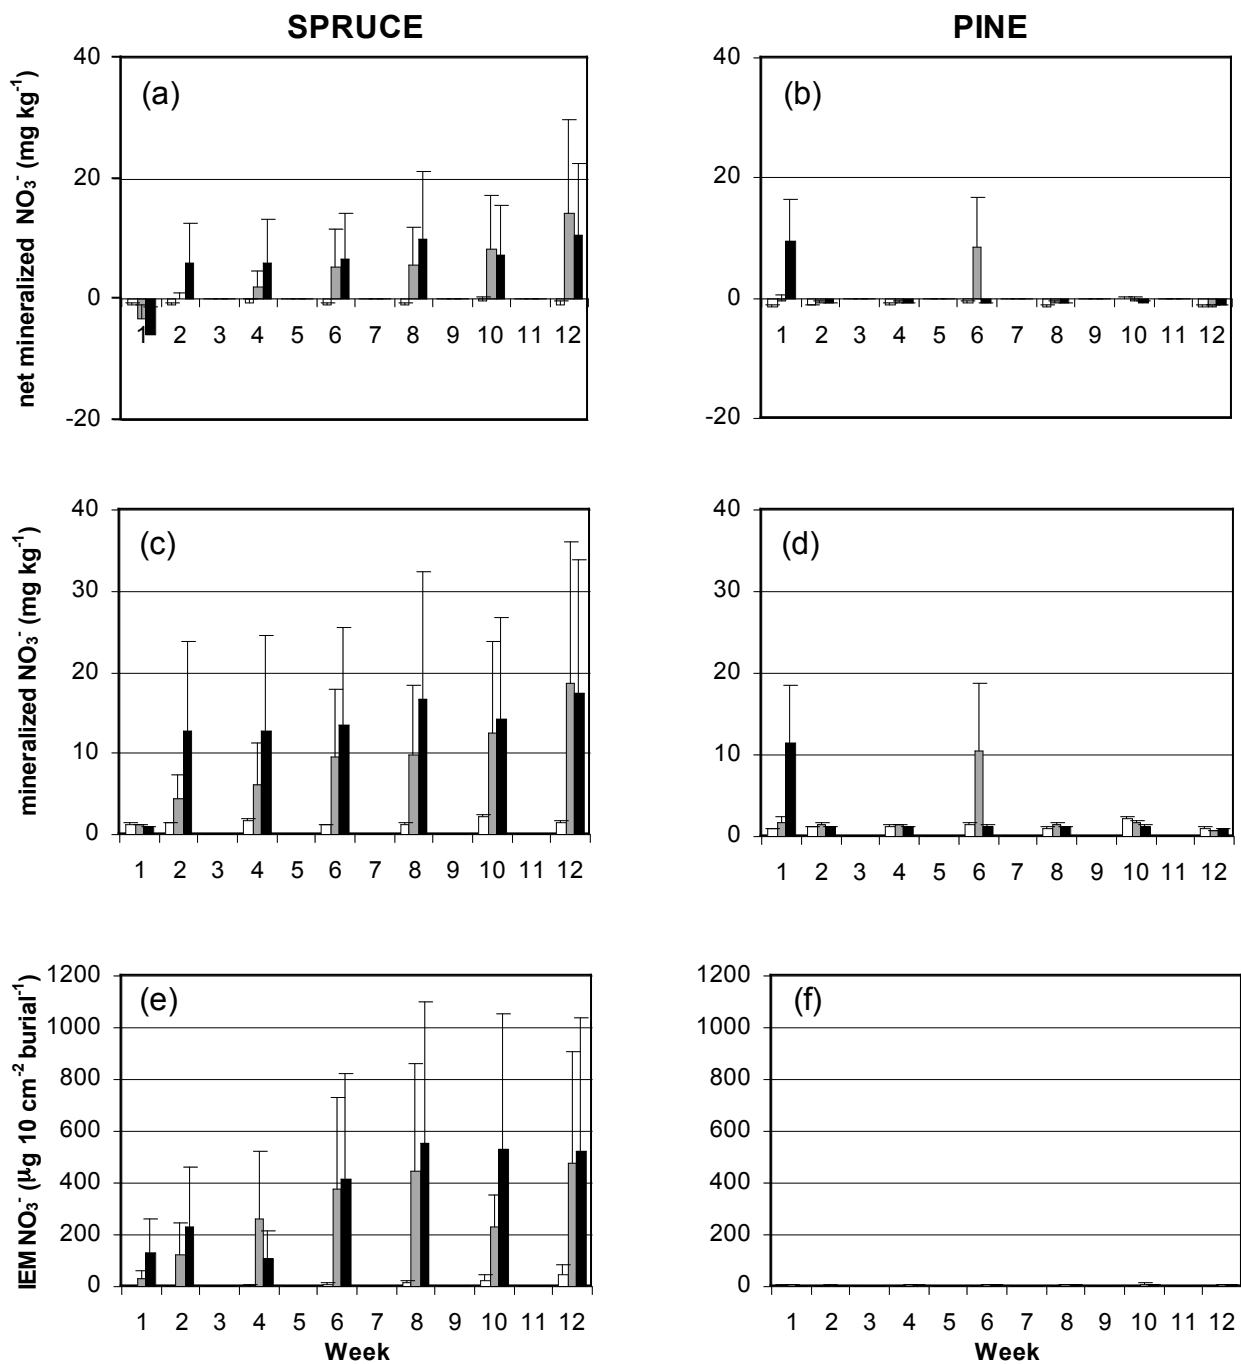 SPRUCE PINE
(a) (b)
net mineralized NO₃⁻ (mg kg⁻¹)
40
20
0
-20
1 2 3 4 5 6 7 8 9 10 11 12
40
20
0
-20
1 2 3 4 5 6 7 8 9 10 11 12
(c) (d)
mineralized NO₃⁻ (mg kg⁻¹)
40
30
20
10
0
1 2 3 4 5 6 7 8 9 10 11 12
40
30
20
10
0
1 2 3 4 5 6 7 8 9 10 11 12
(e) (f)
IEM NO₃⁻ (μg 10 cm⁻² burial⁻¹)
1200
1000
800
600
400
200
0
1 2 3 4 5 6 7 8 9 10 11 12
Week
1200
1000
800
600
400
200
0
1 2 3 4 5 6 7 8 9 10 11 12
Week